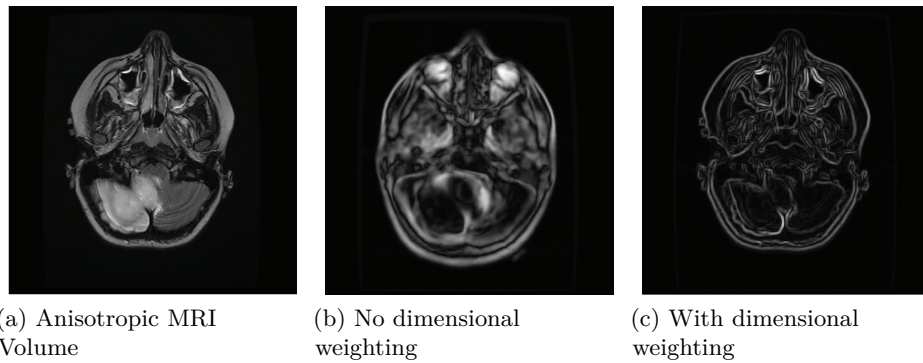 (a) Anisotropic MRI
Volume
(b) No dimensional
weighting
(c) With dimensional
weighting